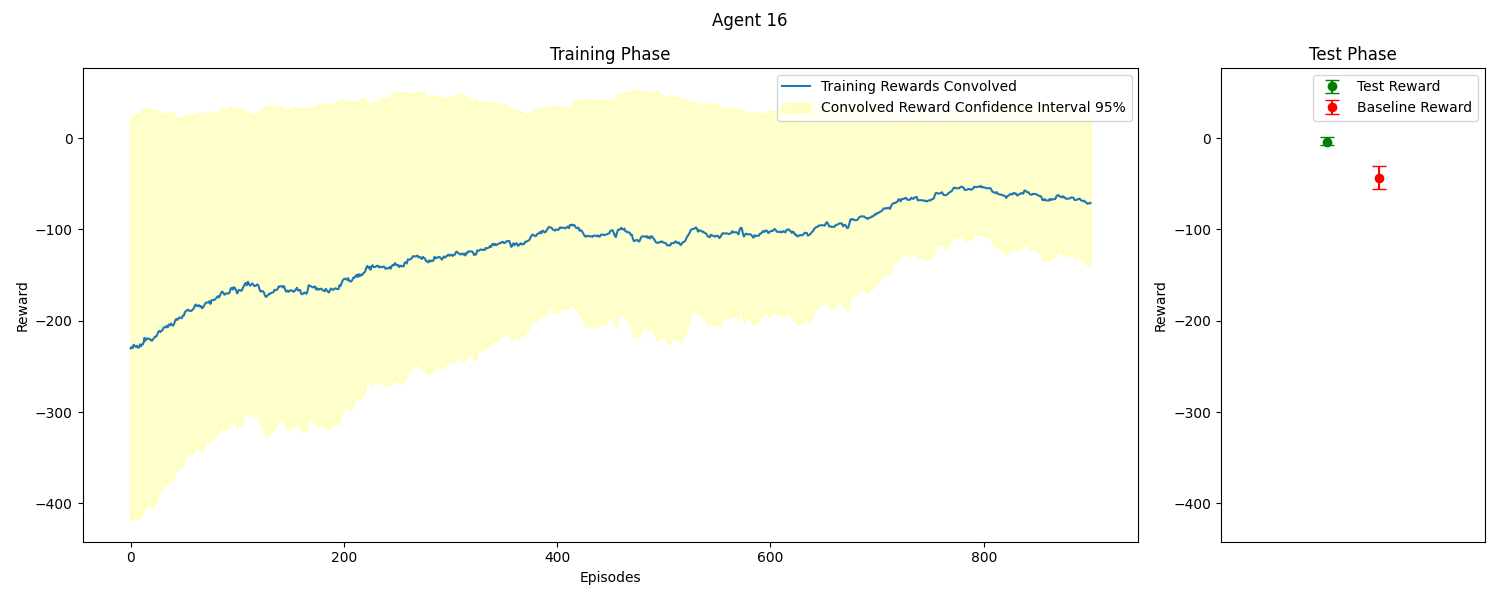 Agent 16
Training Phase
Training Rewards Convolved
Convolved Reward Confidence Interval 95%
Reward
0
−100
−200
−300
−400
0 200 400 600 800
Episodes
Test Phase
Test Reward
Baseline Reward
Reward
0
−100
−200
−300
−400